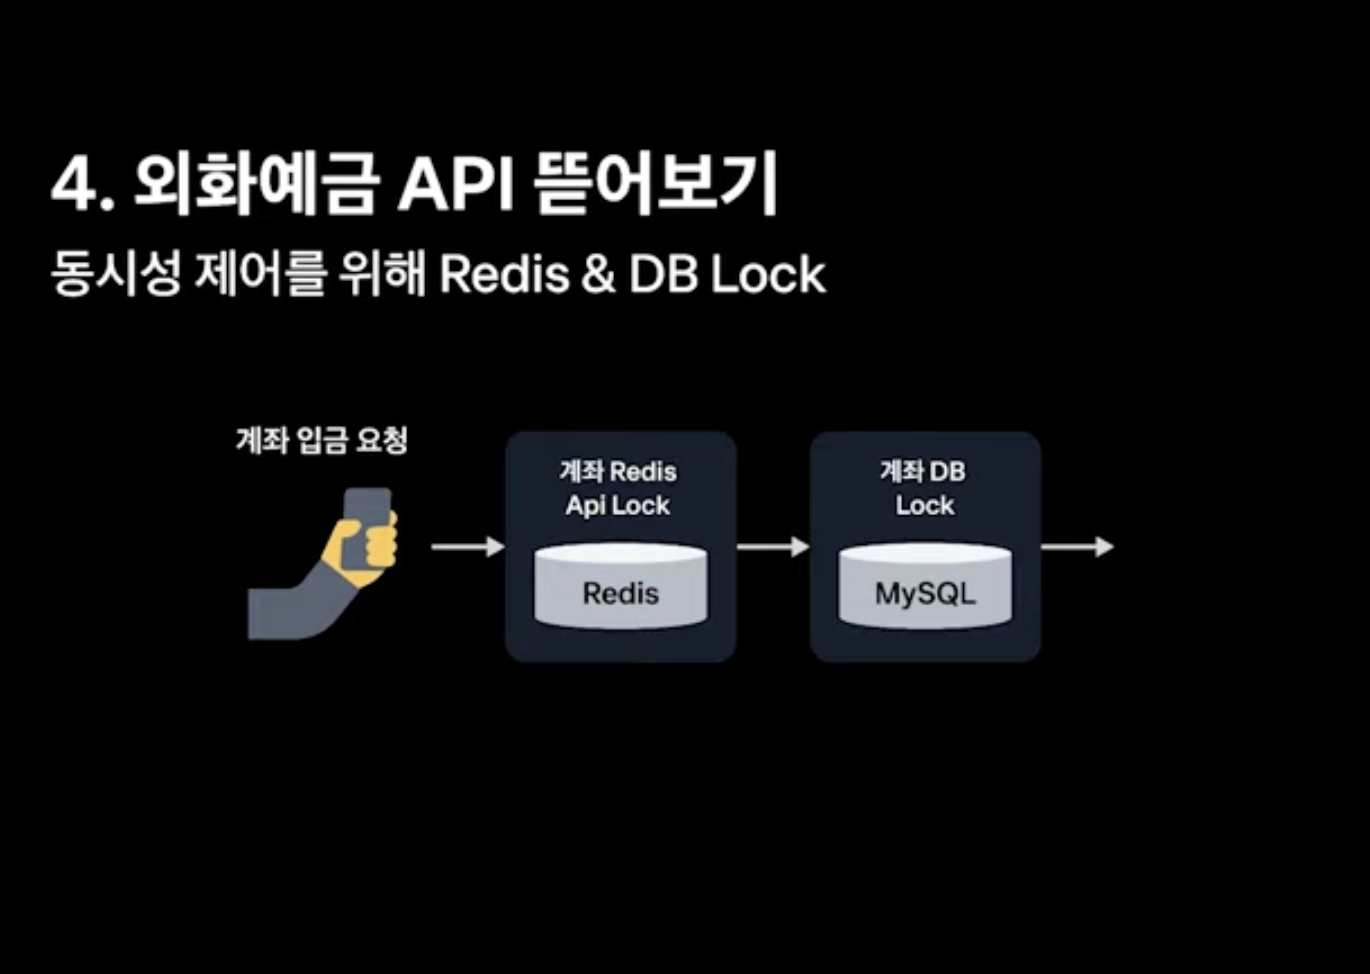 4. 외화예금 API 뜯어보기
동시성 제어를 위해 Redis & DB Lock
계좌 입금 요청
계좌 Redis
Api Lock
Redis
계좌 DB
Lock
MySQL